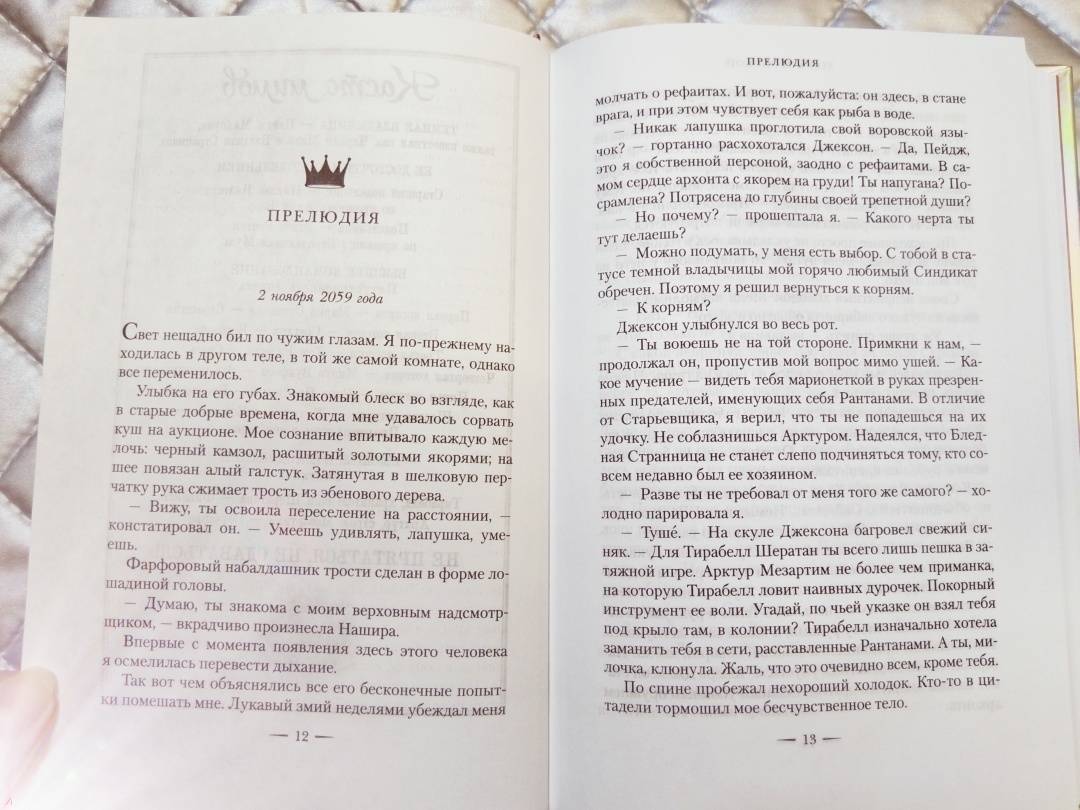 ПРЕЛЮДИЯ
2 ноября 2059 года
Свет нещадно бил по чужим глазам. Я по-прежнему на-
ходилась в другом теле, в той же самой комнате, однако
все переменилось.
Улыбка на его губах. Знакомый блеск во взгляде, как
в старые добрые времена, когда мне удавалось сорвать
куш на аукционе. Мое сознание впитывало каждую ме-
лочь: черный камзол, расшитый золотыми якорями; на
шее повязан алый галстук. Затянутая в шелковую пер-
чатку рука сжимает трость из эбенового дерева.
— Вижу, ты освоила переселение на расстоянии, —
констатировал он. — Умеешь удивлять, лапушка, уме-
ешь.
Фарфоровый набалдашник трости сделан в форме ло-
шадиной головы.
— Думаю, ты знакома с моим верховным надсмотр-
щиком, — вкрадчиво произнесла Нашира.
Впервые с момента появления здесь этого человека
я осмелилась перевести дыхание.
Так вот чем объяснялись все его бесконечные попыт-
ки помешать мне. Лукавый змий неделями убеждал меня
— 12 —
ПРЕЛЮДИЯ
молчать о рефаитах. И вот, пожалуйста: он здесь, в стане
врага, и при этом чувствует себя как рыба в воде.
— Никак лапушка проглотила свой воровской язы-
чок? — гортанно расхохотался Джексон. — Да, Пейдж,
это я собственной персоной, заодно с рефаитами. В са-
мом сердце архонта с якорем на груди! Ты напугана? По-
срамлена? Потрясена до глубины своей трепетной души?
— Но почему? — прошептала я. — Какого черта ты
тут делаешь?
— Можно подумать, у меня есть выбор. С тобой в ста-
тусе темной владычицы мой горячо любимый Синдикат
обречен. Поэтому я решил вернуться к корням.
— К корням?
Джексон улыбнулся во весь рот.
— Ты воюешь не на той стороне. Примкни к нам, —
продолжал он, пропустив мой вопрос мимо ушей. — Ка-
кое мучение — видеть тебя марионеткой в руках презрен-
ных предателей, именующих себя Рантанами. В отличие
от Старьевщика, я верил, что ты не попадешься на их
удочку. Не соблазнишься Арктуром. Надеялся, что Блед-
ная Странница не станет слепо подчиняться тому, кто со-
всем недавно был ее хозяином.
— Разве ты не требовал от меня того же самого? — хо-
лодно парировала я.
— Туше́. — На скуле Джексона багровел свежий си-
няк. — Для Тирабелл Шератан ты всего лишь пешка в за-
тяжной игре. Арктур Мезартим не более чем приманка,
на которую Тирабелл ловит наивных дурочек. Покорный
инструмент ее воли. Угадай, по чьей указке он взял тебя
под крыло там, в колонии? Тирабелл изначально хотела
заманить тебя в сети, расставленные Рантанами. А ты, ми-
лочка, клюнула. Жаль, что это очевидно всем, кроме тебя.
По спине пробежал нехороший холодок. Кто-то в ци-
тадели тормошил мое бесчувственное тело.
— 13 —